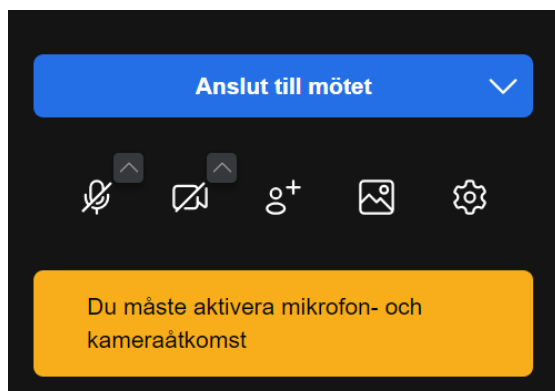 Anslut till mötet
Du måste aktivera mikrofon- och
kameraåtkomst